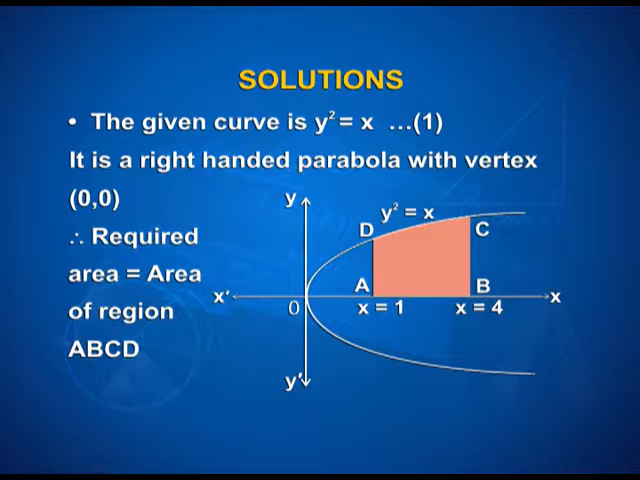 SOLUTIONS
• The given curve is y² = x ...(1)
It is a right handed parabola with vertex
(0,0)
∴ Required
area = Area
of region
ABCD
y
y² = x
D
C
A
B
x′
x
0
x = 1
x = 4
y′